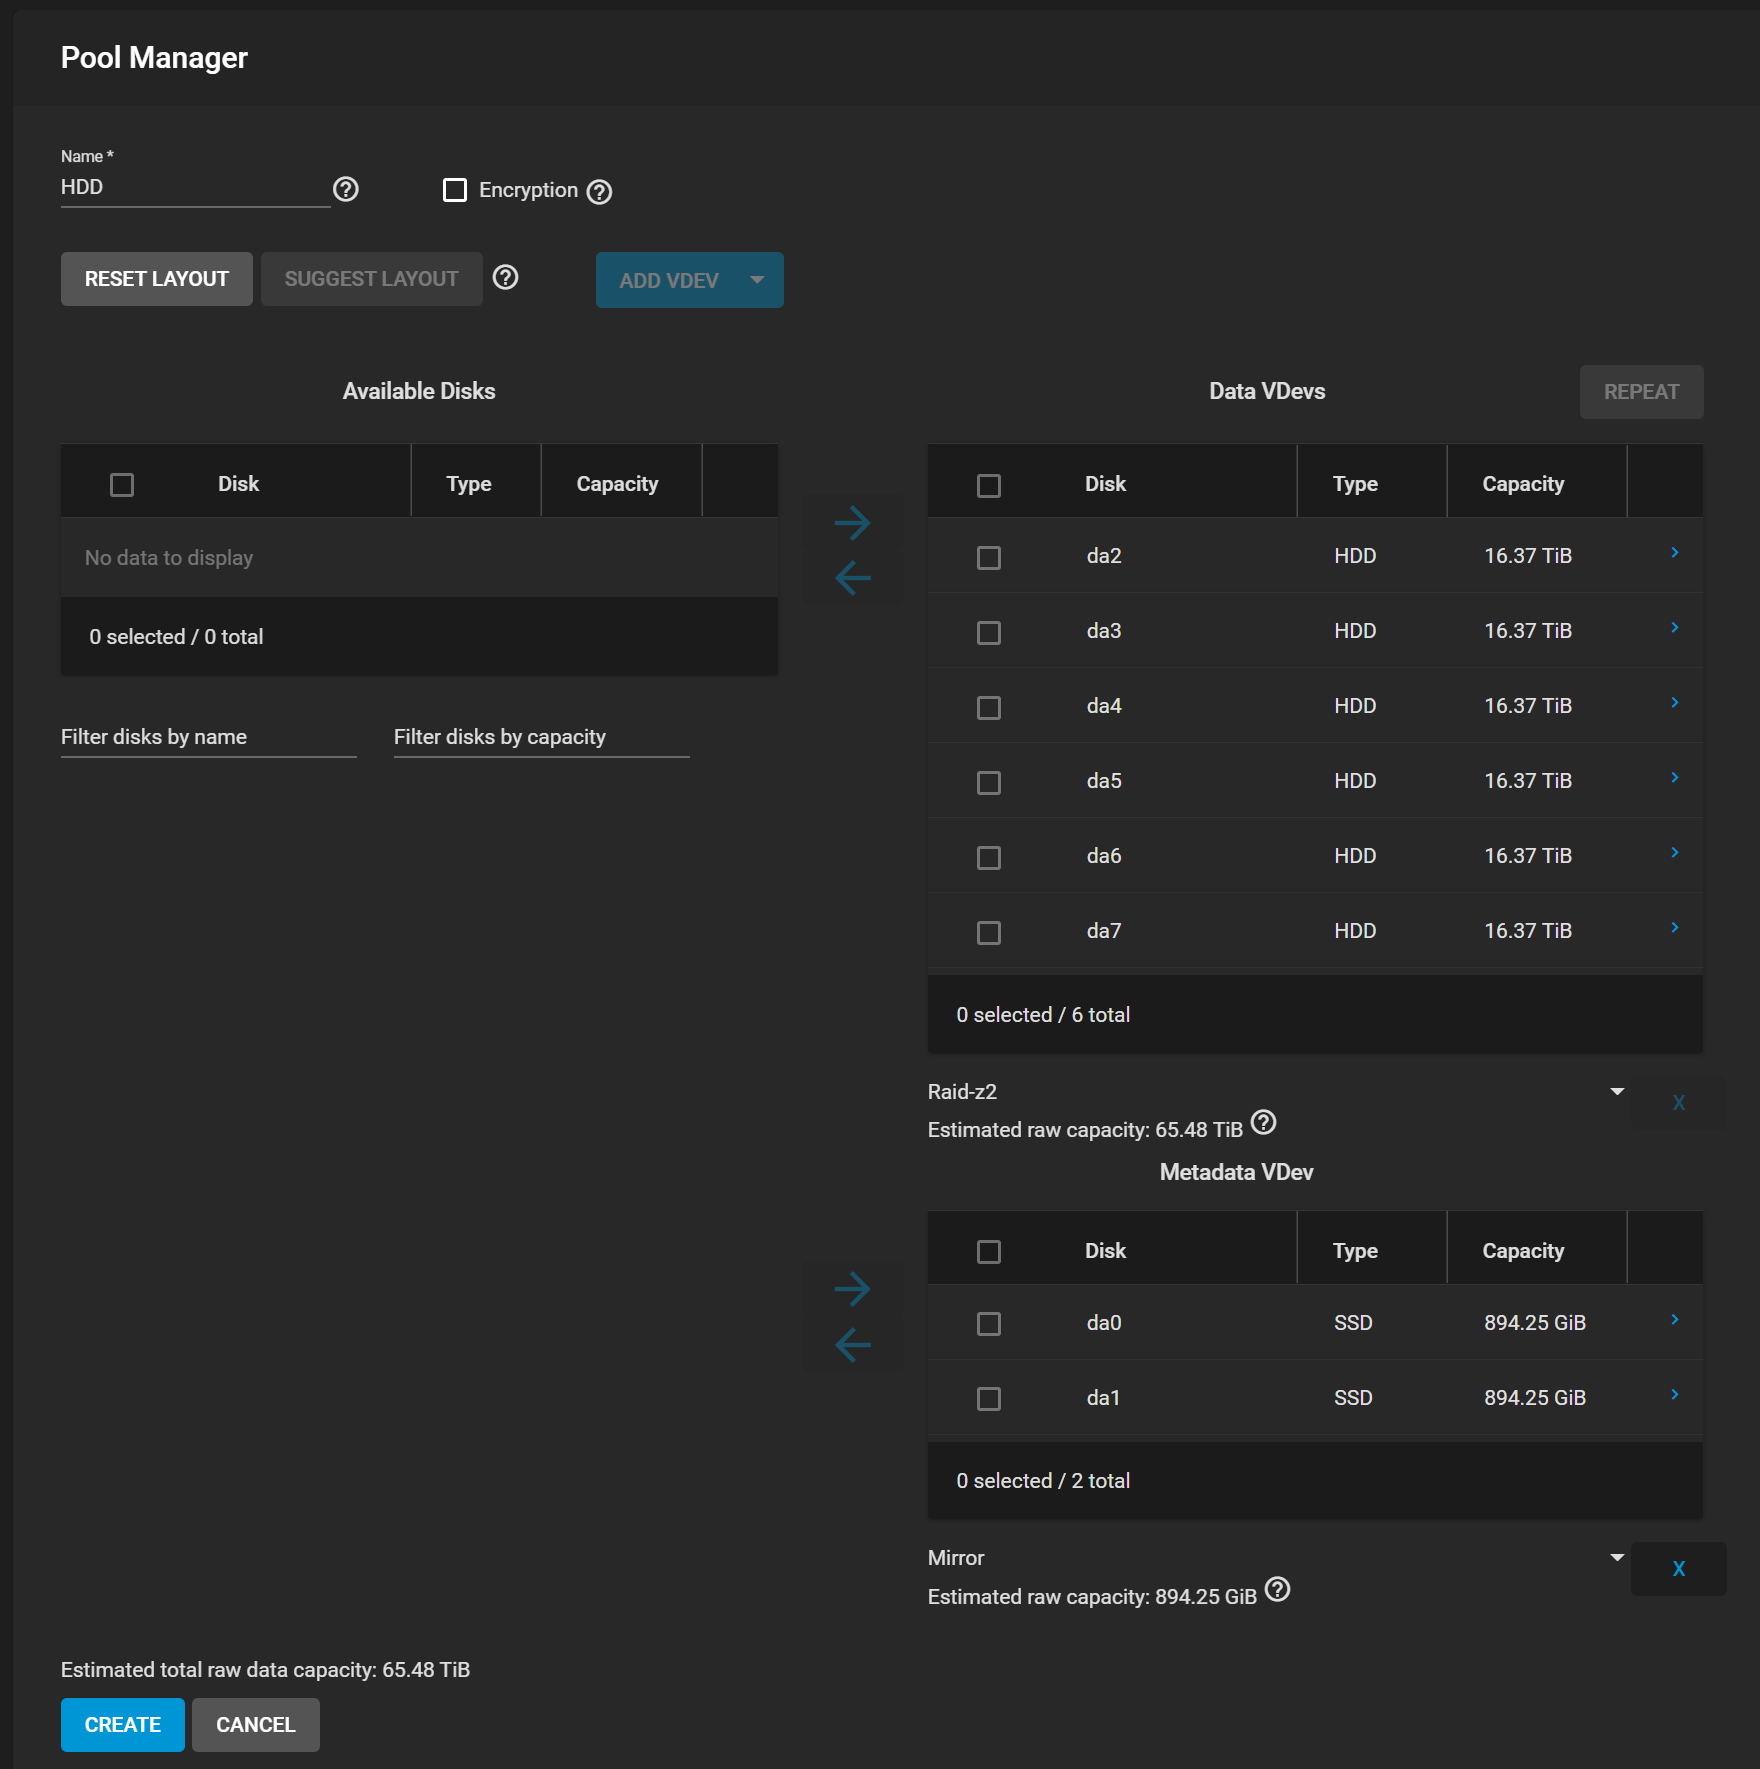 Pool Manager
Name *
HDD
Encryption
RESET LAYOUT SUGGEST LAYOUT ADD VDEV
Available Disks
Disk Type Capacity
No data to display
0 selected / 0 total
Filter disks by name Filter disks by capacity
Data VDevs REPEAT
Disk Type Capacity
da2 HDD 16.37 TiB
da3 HDD 16.37 TiB
da4 HDD 16.37 TiB
da5 HDD 16.37 TiB
da6 HDD 16.37 TiB
da7 HDD 16.37 TiB
0 selected / 6 total
Raid-z2 X
Estimated raw capacity: 65.48 TiB
Metadata VDev
Disk Type Capacity
da0 SSD 894.25 GiB
da1 SSD 894.25 GiB
0 selected / 2 total
Mirror X
Estimated raw capacity: 894.25 GiB
Estimated total raw data capacity: 65.48 TiB
CREATE CANCEL